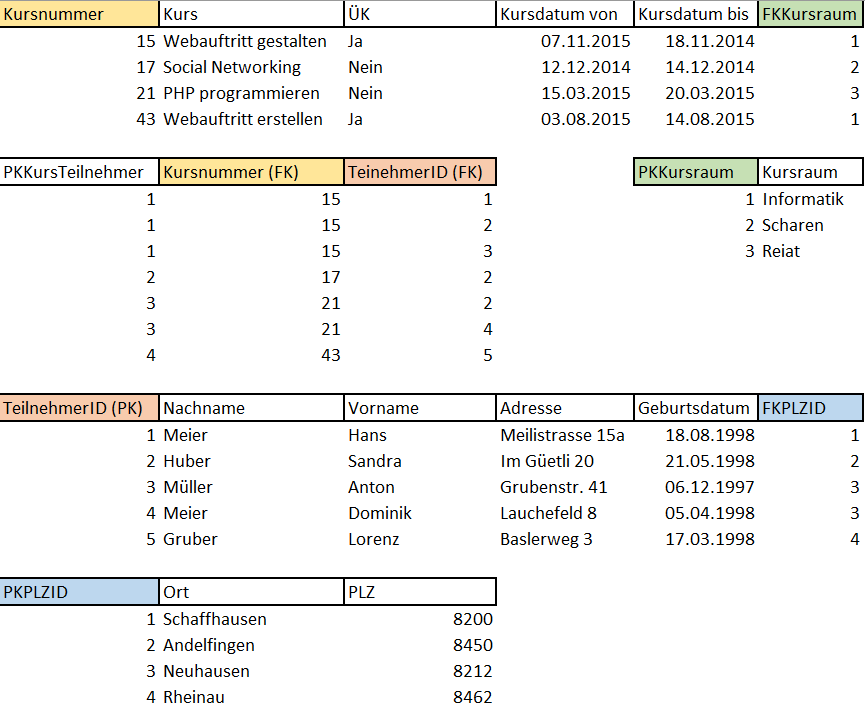 Kursnummer Kurs ÜK Kursdatum von Kursdatum bis FKKursraum
15 Webauftritt gestalten Ja 07.11.2015 18.11.2014 1
17 Social Networking Nein 12.12.2014 14.12.2014 2
21 PHP programmieren Nein 15.03.2015 20.03.2015 3
43 Webauftritt erstellen Ja 03.08.2015 14.08.2015 1
PKKursTeilnehmer Kursnummer (FK) TeinehmerID (FK) PKKursraum Kursraum
1 15 1 1 Informatik
1 15 2 2 Scharen
1 15 3 3 Reiat
2 17 2
3 21 2
3 21 4
4 43 5
TeilnehmerID (PK) Nachname Vorname Adresse Geburtsdatum FKPLZID
1 Meier Hans Meilistrasse 15a 18.08.1998 1
2 Huber Sandra Im Güetli 20 21.05.1998 2
3 Müller Anton Grubenstr. 41 06.12.1997 3
4 Meier Dominik Lauchefeld 8 05.04.1998 3
5 Gruber Lorenz Baslerweg 3 17.03.1998 4
PKPLZID Ort PLZ
1 Schaffhausen 8200
2 Andelfingen 8450
3 Neuhausen 8212
4 Rheinau 8462